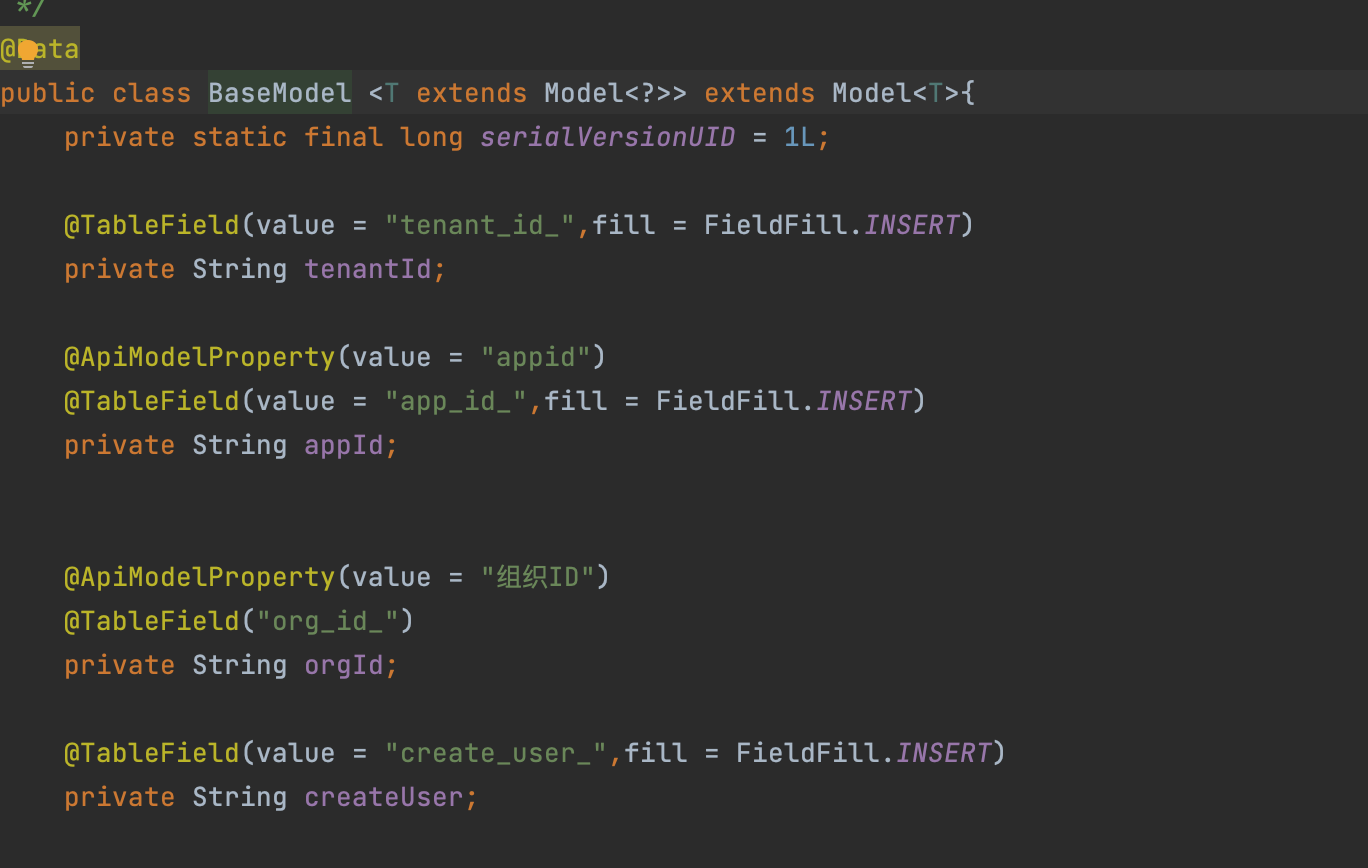 */
@Data
public class BaseModel <T extends Model<?>> extends Model<T>{
private static final long serialVersionUID = 1L;
@TableField(value = "tenant_id_",fill = FieldFill.INSERT)
private String tenantId;
@ApiModelProperty(value = "appid")
@TableField(value = "app_id_",fill = FieldFill.INSERT)
private String appId;
@ApiModelProperty(value = "组织ID")
@TableField("org_id_")
private String orgId;
@TableField(value = "create_user_",fill = FieldFill.INSERT)
private String createUser;